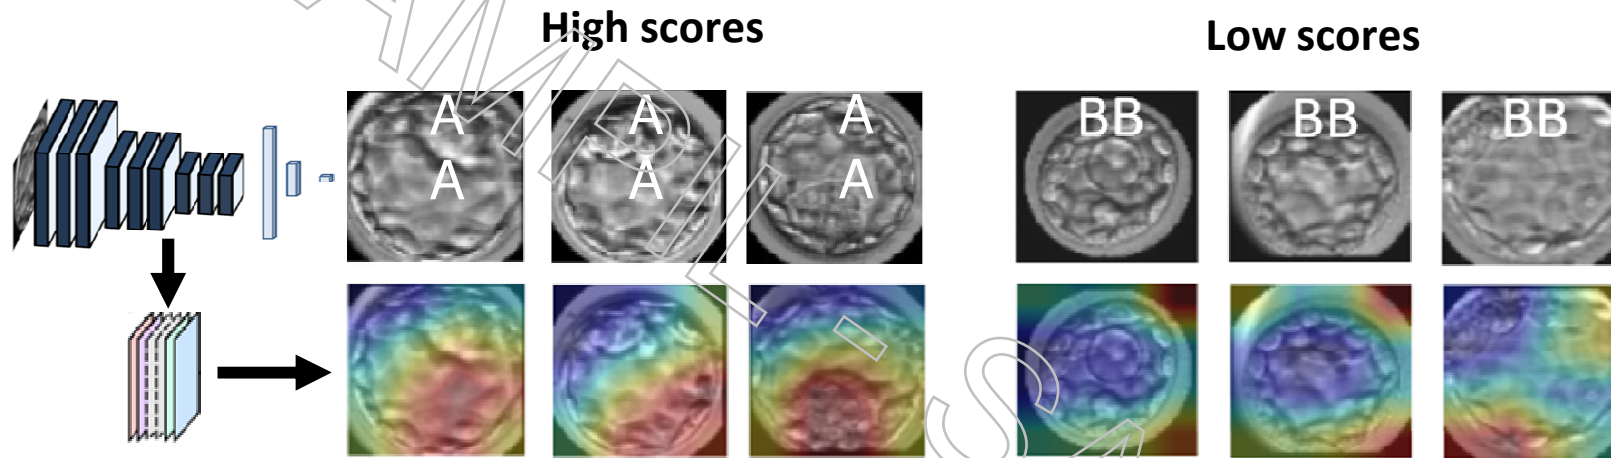 High scores
Low scores
A A A
A A A
BB BB BB